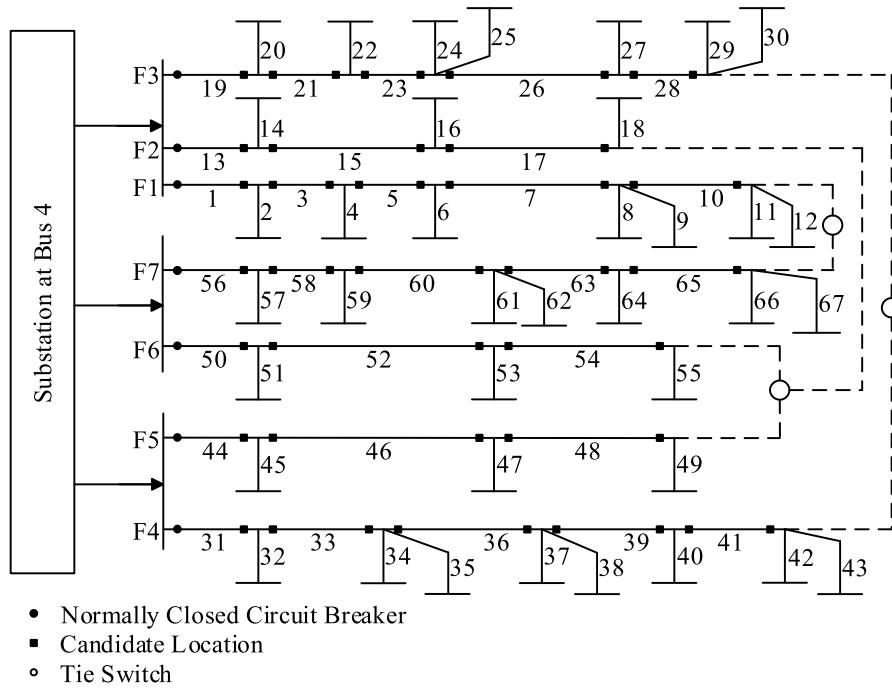 Substation at Bus 4
20 22 24 25 27 29 30
F3 19 21 23 26 28
14 16 18
F2 13 15 17
F1 1 3 5 7 10
2 4 6 8 9 11 12
F7 56 58 60 63 65
57 59 61 62 64 66 67
F6 50 52 54
51 53 55
F5 44 46 48
45 47 49
F4 31 33 36 39 41
32 34 35 37 38 40 42 43
Normally Closed Circuit Breaker
Candidate Location
Tie Switch